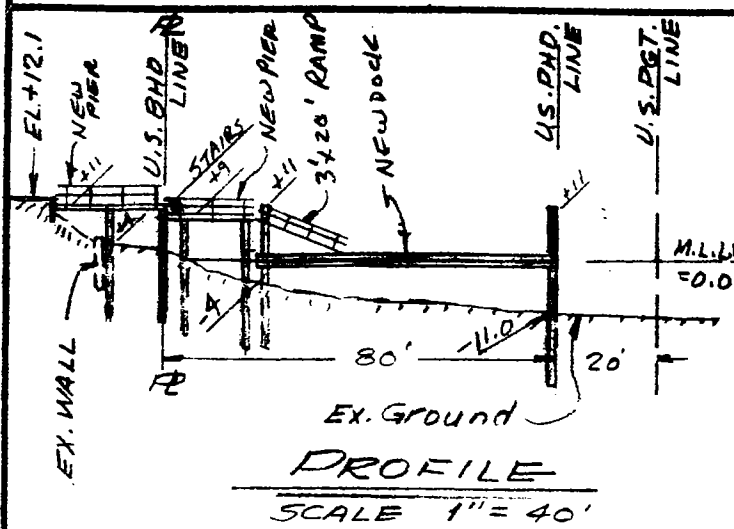 EL.+12.1
NEW
PIER
U.S. BHD
LINE
STAIRS
NEW PIER
3'x20' RAMP
NEW DOCK
U.S. PHD.
LINE
U.S. PGT.
LINE
+11
+9
+11
+11
M.L.L.
=0.0
-4
-11.0'
80'
20'
EX. WALL
Ex. Ground
PROFILE
SCALE 1"=40'